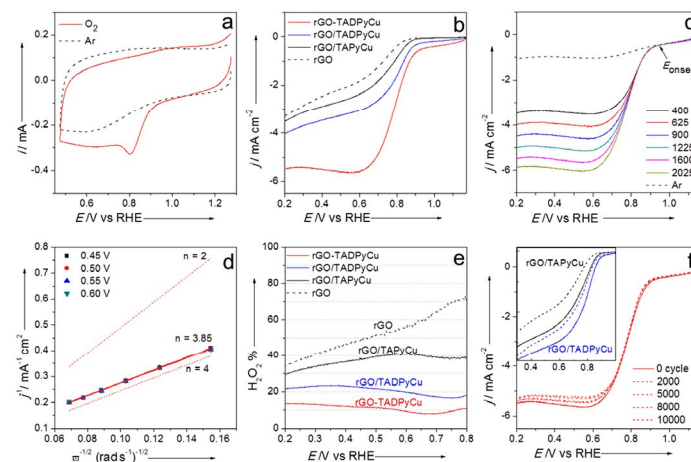 a
O₂
Ar
0.2
0.0
-0.2
-0.4
i / mA
0.6 0.8 1.0 1.2
E /V vs RHE
b
rGO-TADPyCu
rGO/TADPyCu
rGO/TAPyCu
rGO
0
-2
-4
-6
j / mA cm⁻²
0.2 0.4 0.6 0.8 1.0
E /V vs RHE
c
E onset
400
625
900
1225
1600
2025
Ar
0
-2
-4
-6
j / mA cm⁻²
0.2 0.4 0.6 0.8 1.0
E /V vs RHE
d
0.45 V
0.50 V
0.55 V
0.60 V
n = 2
n = 3.85
n = 4
0.8
0.7
0.6
0.5
0.4
0.3
0.2
0.1
j⁻¹/ mA⁻¹ cm²
0.06 0.08 0.10 0.12 0.14 0.16
ϖ⁻¹/² (rads⁻¹)⁻¹/²
e
rGO-TADPyCu
rGO/TADPyCu
rGO/TAPyCu
rGO
rGO
rGO/TAPyCu
rGO/TADPyCu
rGO-TADPyCu
100
80
60
40
20
0
H₂O₂ %
0.2 0.3 0.4 0.5 0.6 0.7 0.8
E /V vs RHE
f
rGO/TAPyCu
rGO/TADPyCu
0.4 0.6 0.8 1.0
0 cycle
2000
5000
8000
10000
0
-2
-4
-6
j / mA cm⁻²
0.2 0.4 0.6 0.8 1.0
E /V vs RHE